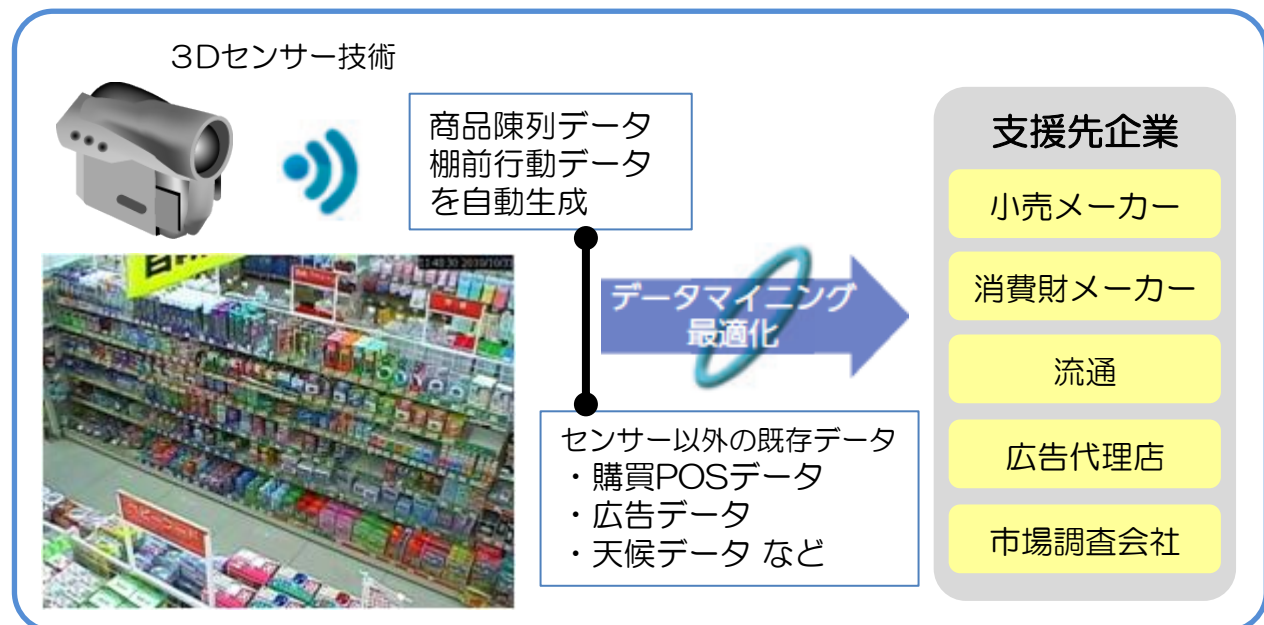 3Dセンサー技術
商品陳列データ
棚前行動データ
を自動生成
データマイニング
最適化
センサー以外の既存データ
・購買POSデータ
・広告データ
・天候データ など
支援先企業
小売メーカー
消費財メーカー
流通
広告代理店
市場調査会社